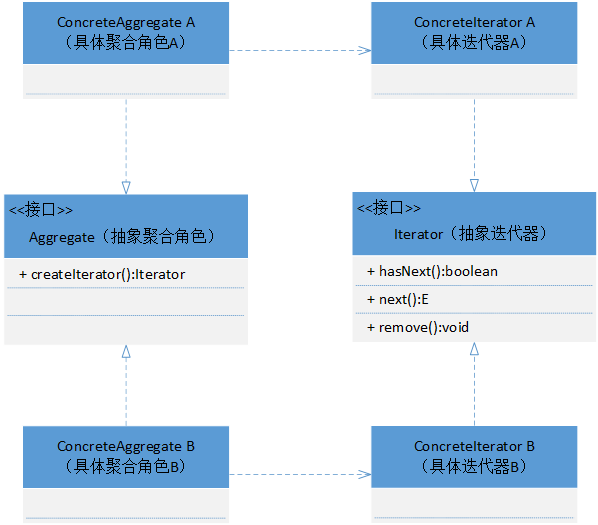 ConcreteAggregate A
（具体聚合角色A）
ConcreteIterator A
（具体迭代器A）
<<接口>>
Aggregate（抽象聚合角色）
+ createIterator():Iterator
<<接口>>
Iterator（抽象迭代器）
+ hasNext():boolean
+ next():E
+ remove():void
ConcreteAggregate B
（具体聚合角色B）
ConcreteIterator B
（具体迭代器B）